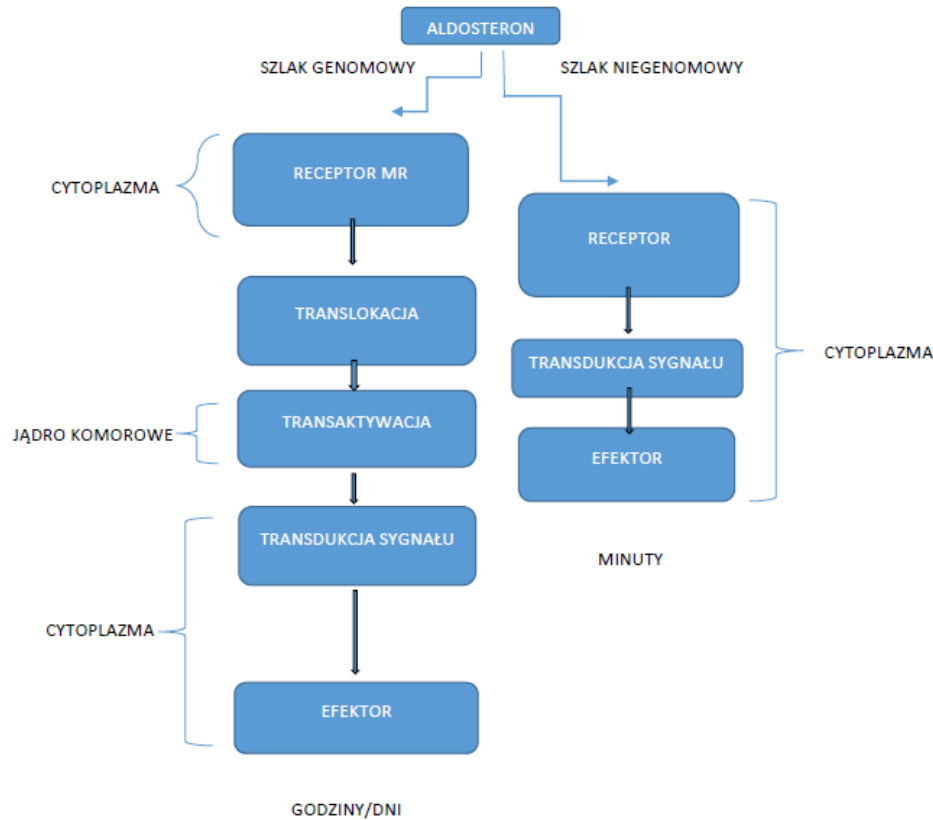 ALDOSTERON
SZLAK GENOMOWY
SZLAK NIEGENOMOWY
CYTOPLAZMA
RECEPTOR MR
TRANSLOKACJA
JĄDRO KOMOROWE
TRANSAKTYWACJA
TRANSDUKCJA SYGNAŁU
CYTOPLAZMA
EFEKTOR
GODZINY/DNI
RECEPTOR
TRANSDUKCJA SYGNAŁU
CYTOPLAZMA
EFEKTOR
MINUTY